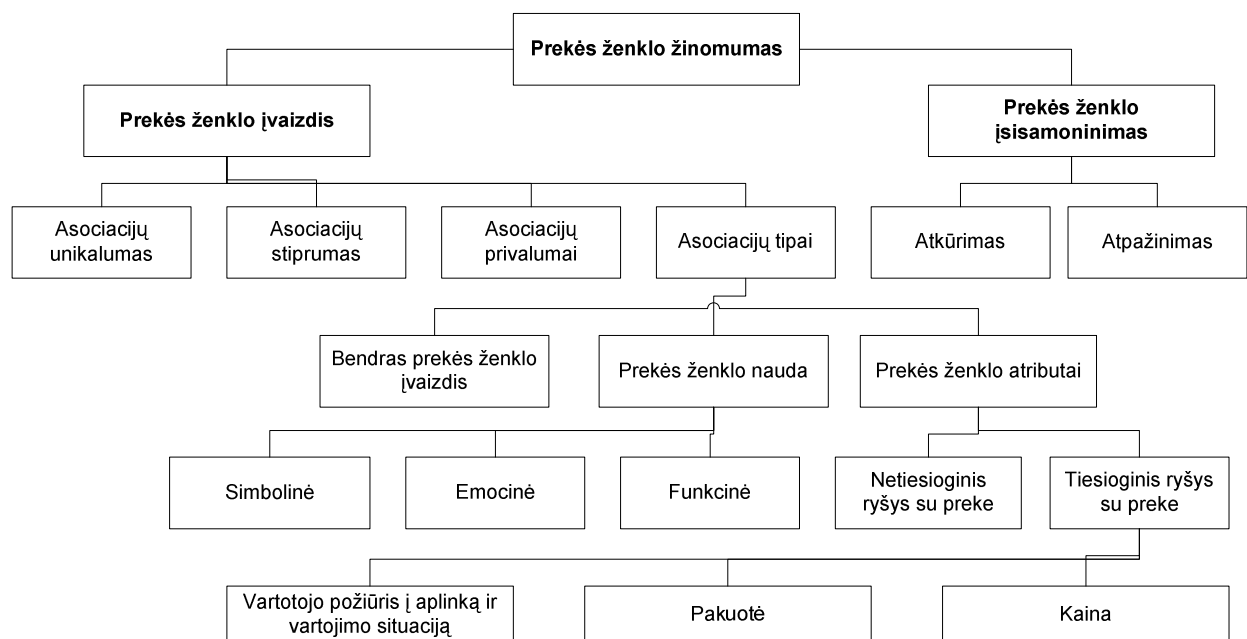 Prekės ženklo žinomumas
Prekės ženklo įvaizdis
Prekės ženklo
įsisamoninimas
Asociacijų
unikalumas
Asociacijų
stiprumas
Asociacijų
privalumai
Asociacijų tipai
Atkūrimas
Atpažinimas
Bendras prekės ženklo
įvaizdis
Prekės ženklo nauda
Prekės ženklo atributai
Simbolinė
Emocinė
Funkcinė
Netiesioginis
ryšys su preke
Tiesioginis ryšys
su preke
Vartotojo požiūris į aplinką ir
vartojimo situaciją
Pakuotė
Kaina